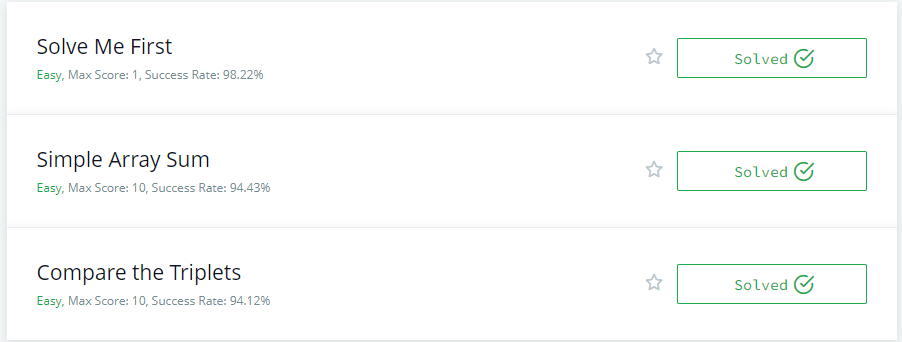 Solve Me First
Easy, Max Score: 1, Success Rate: 98.22%
Solved
Simple Array Sum
Easy, Max Score: 10, Success Rate: 94.43%
Solved
Compare the Triplets
Easy, Max Score: 10, Success Rate: 94.12%
Solved